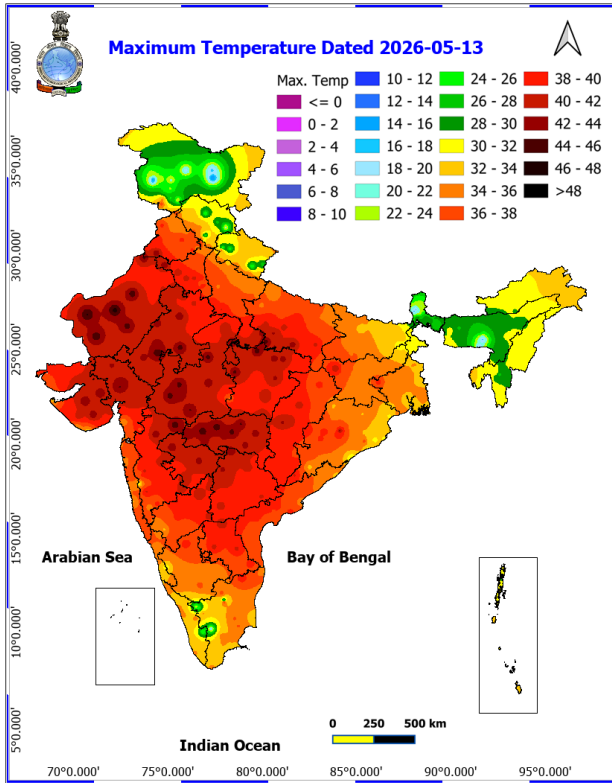 Maximum Temperature Dated 2026-05-13
Max. Temp
<= 0
0 - 2
2 - 4
4 - 6
6 - 8
8 - 10
10 - 12
12 - 14
14 - 16
16 - 18
18 - 20
20 - 22
22 - 24
24 - 26
26 - 28
28 - 30
30 - 32
32 - 34
34 - 36
36 - 38
38 - 40
40 - 42
42 - 44
44 - 46
46 - 48
>48
40°0.000'
35°0.000'
30°0.000'
25°0.000'
20°0.000'
15°0.000'
10°0.000'
5°0.000'
Arabian Sea
Bay of Bengal
0 250 500 km
Indian Ocean
70°0.000' 75°0.000' 80°0.000' 85°0.000' 90°0.000' 95°0.000'